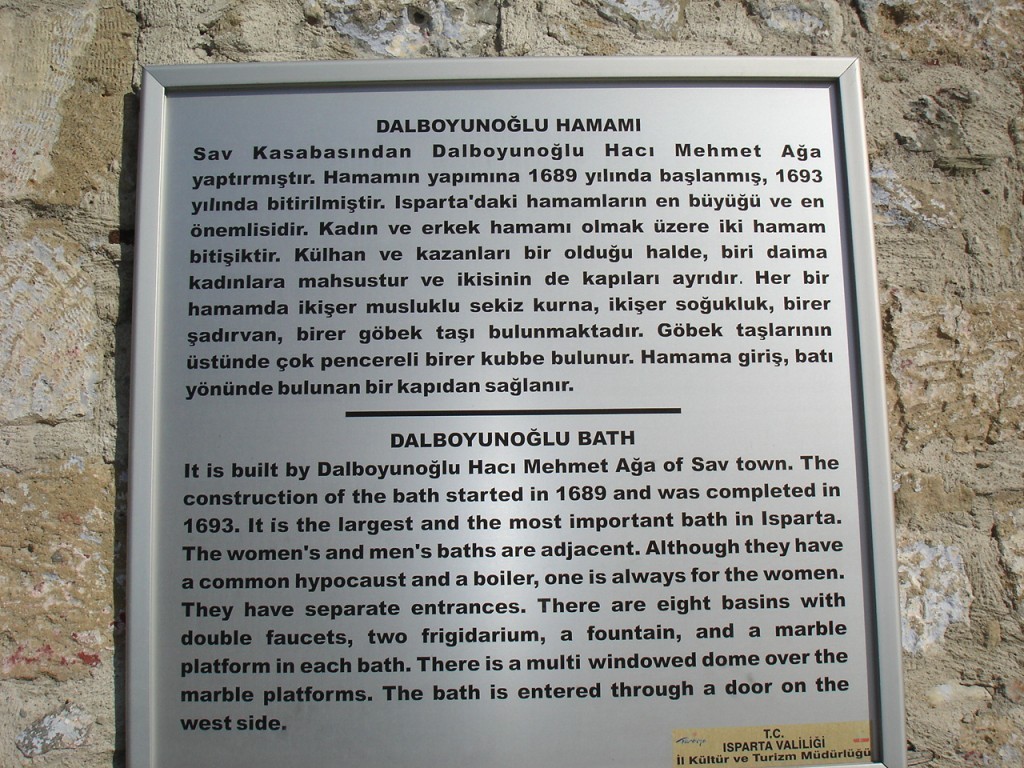 DALBOYUNOĞLU HAMAMI
Sav Kasabasından Dalboyunoğlu Hacı Mehmet Ağa
yaptırmıştır. Hamamın yapımına 1689 yılında başlanmış, 1693
yılında bitirilmiştir. Isparta'daki hamamların en büyüğü ve en
önemlisidir. Kadın ve erkek hamamı olmak üzere iki hamam
bitişiktir. Külhan ve kazanları bir olduğu halde, biri daima
kadınlara mahsustur ve ikisinin de kapıları ayrıdır. Her bir
hamamda ikişer musluklu sekiz kurna, ikişer soğukluk, birer
şadırvan, birer göbek taşı bulunmaktadır. Göbek taşlarının
üstünde çok pencereli birer kubbe bulunur. Hamama giriş, batı
yönünde bulunan bir kapıdan sağlanır.
DALBOYUNOĞLU BATH
It is built by Dalboyunoğlu Hacı Mehmet Ağa of Sav town. The
construction of the bath started in 1689 and was completed in
1693. It is the largest and the most important bath in Isparta.
The women's and men's baths are adjacent. Although they have
a common hypocaust and a boiler, one is always for the women.
They have separate entrances. There are eight basins with
double faucets, two frigidarium, a fountain, and a marble
platform in each bath. There is a multi windowed dome over the
marble platforms. The bath is entered through a door on the
west side.
T.C.
ISPARTA VALİLİĞİ
İl Kültür ve Turizm Müdürlüğü